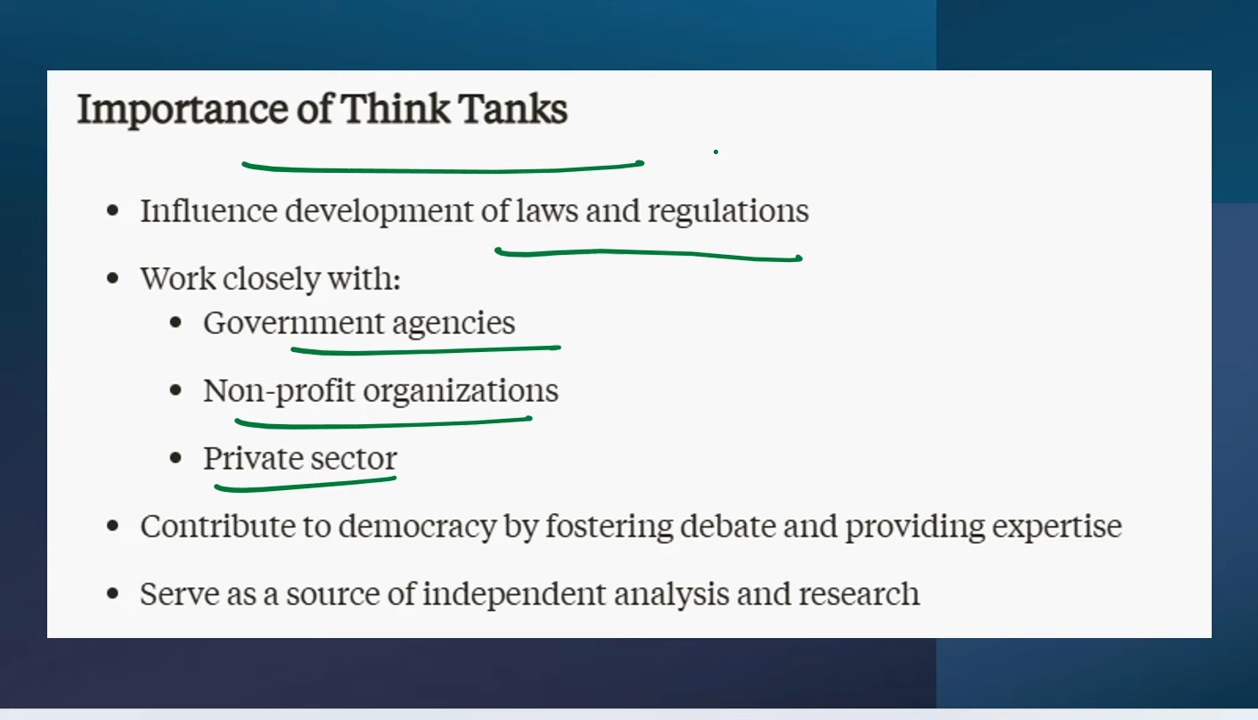 Importance of Think Tanks
• Influence development of laws and regulations
• Work closely with:
• Government agencies
• Non-profit organizations
• Private sector
• Contribute to democracy by fostering debate and providing expertise
• Serve as a source of independent analysis and research